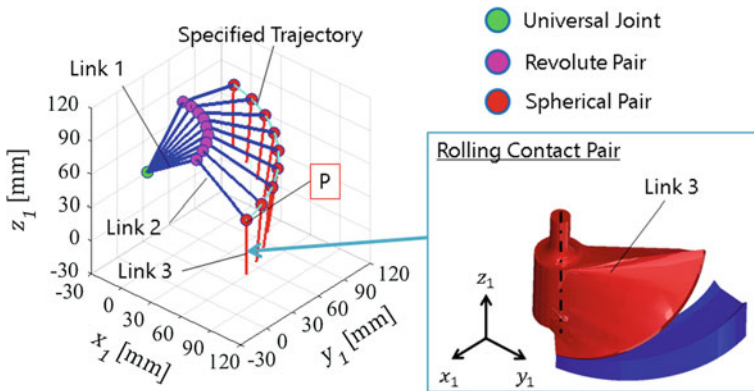 Specified Trajectory
Link 1
Link 2
Link 3
P
z₁ [mm]
120
90
60
30
0
-30
-30
0
30
60
90
120
x₁ [mm]
-30
0
30
60
90
120
y₁ [mm]
Universal Joint
Revolute Pair
Spherical Pair
Rolling Contact Pair
Link 3
z₁
x₁
y₁